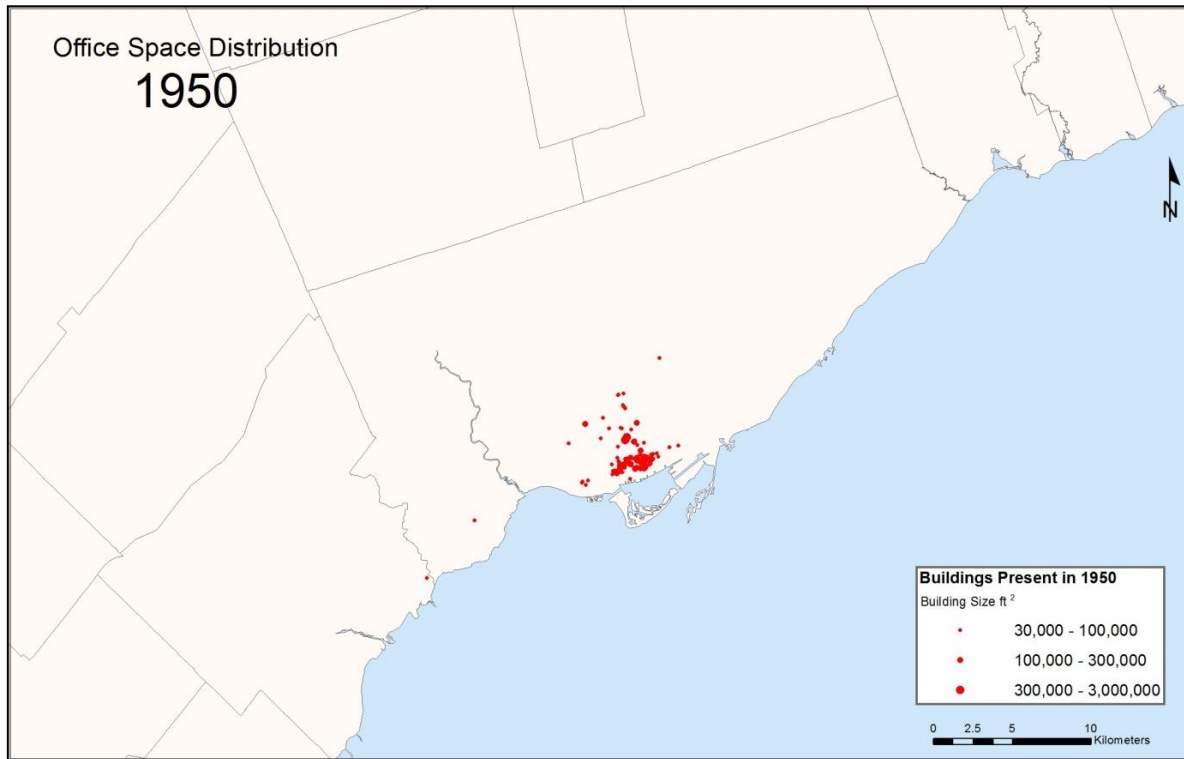 Office Space Distribution
1950
N
Buildings Present in 1950
Building Size ft 2
30,000 - 100,000
100,000 - 300,000
300,000 - 3,000,000
0 2.5 5 10
Kilometers